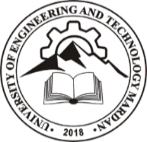 UNIVERSITY OF ENGINEERING AND TECHNOLOGY MARDAN
· 2018 ·